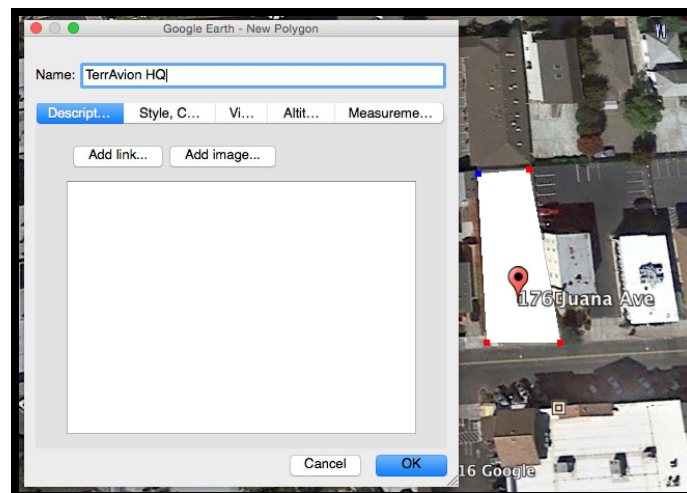 Google Earth - New Polygon
Name: TerrAvion HQ
Descript... Style, C... Vi... Altit... Measureme...
Add link... Add image...
176 Juana Ave
Cancel OK
16 Google